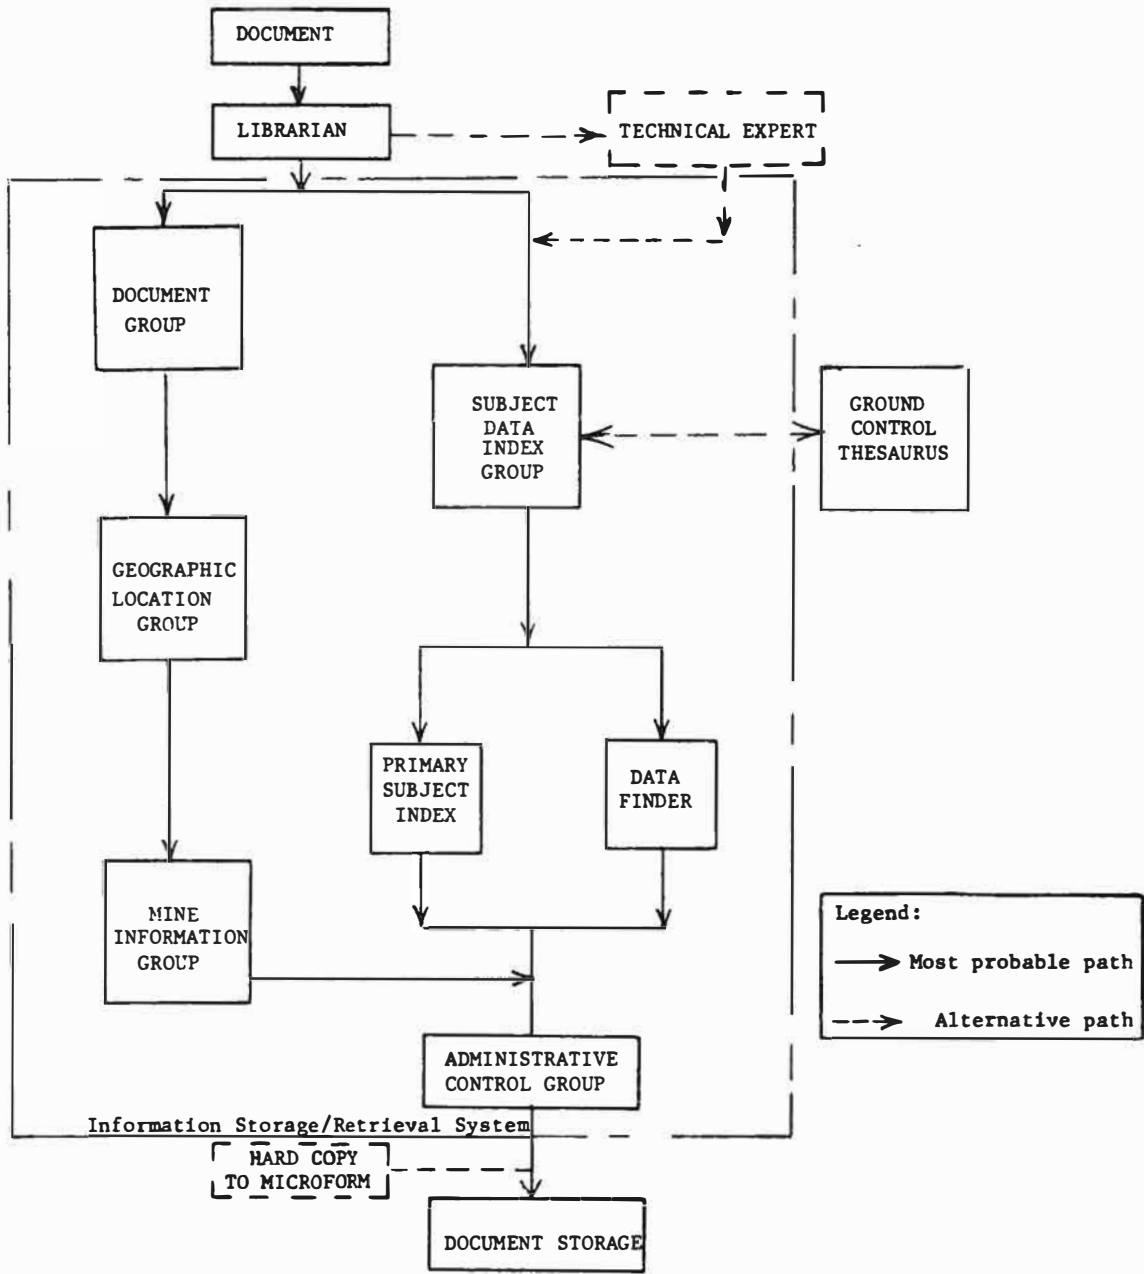 DOCUMENT
LIBRARIAN
TECHNICAL EXPERT
DOCUMENT
GROUP
SUBJECT
DATA
INDEX
GROUP
GROUND
CONTROL
THESAURUS
GEOGRAPHIC
LOCATION
GROUP
PRIMARY
SUBJECT
INDEX
DATA
FINDER
MINE
INFORMATION
GROUP
Legend:
Most probable path
Alternative path
ADMINISTRATIVE
CONTROL GROUP
Information Storage/Retrieval System
HARD COPY
TO MICROFORM
DOCUMENT STORAGE